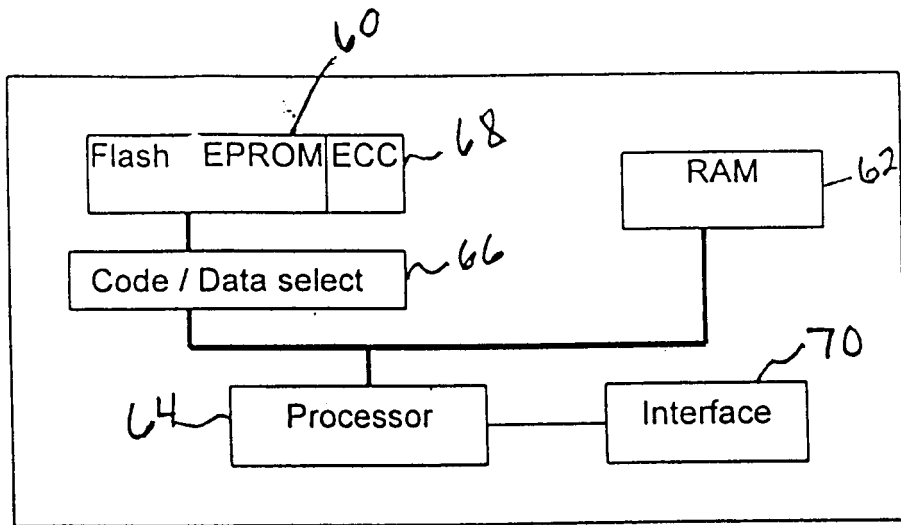 60
Flash EPROM ECC
68
RAM
62
Code / Data select
66
70
64
Processor
Interface